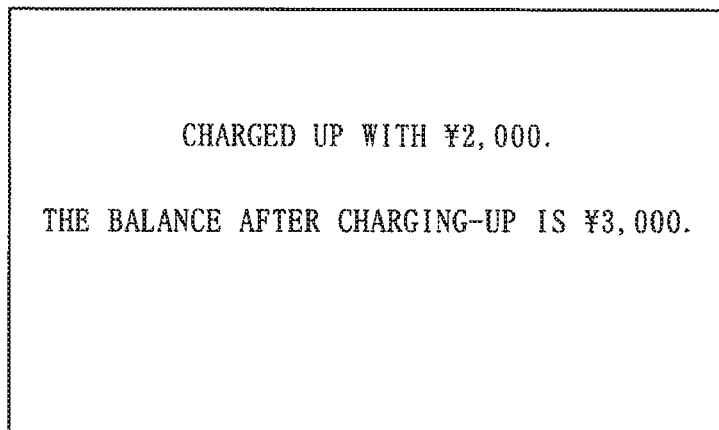 CHARGED UP WITH ¥2,000.
THE BALANCE AFTER CHARGING-UP IS ¥3,000.